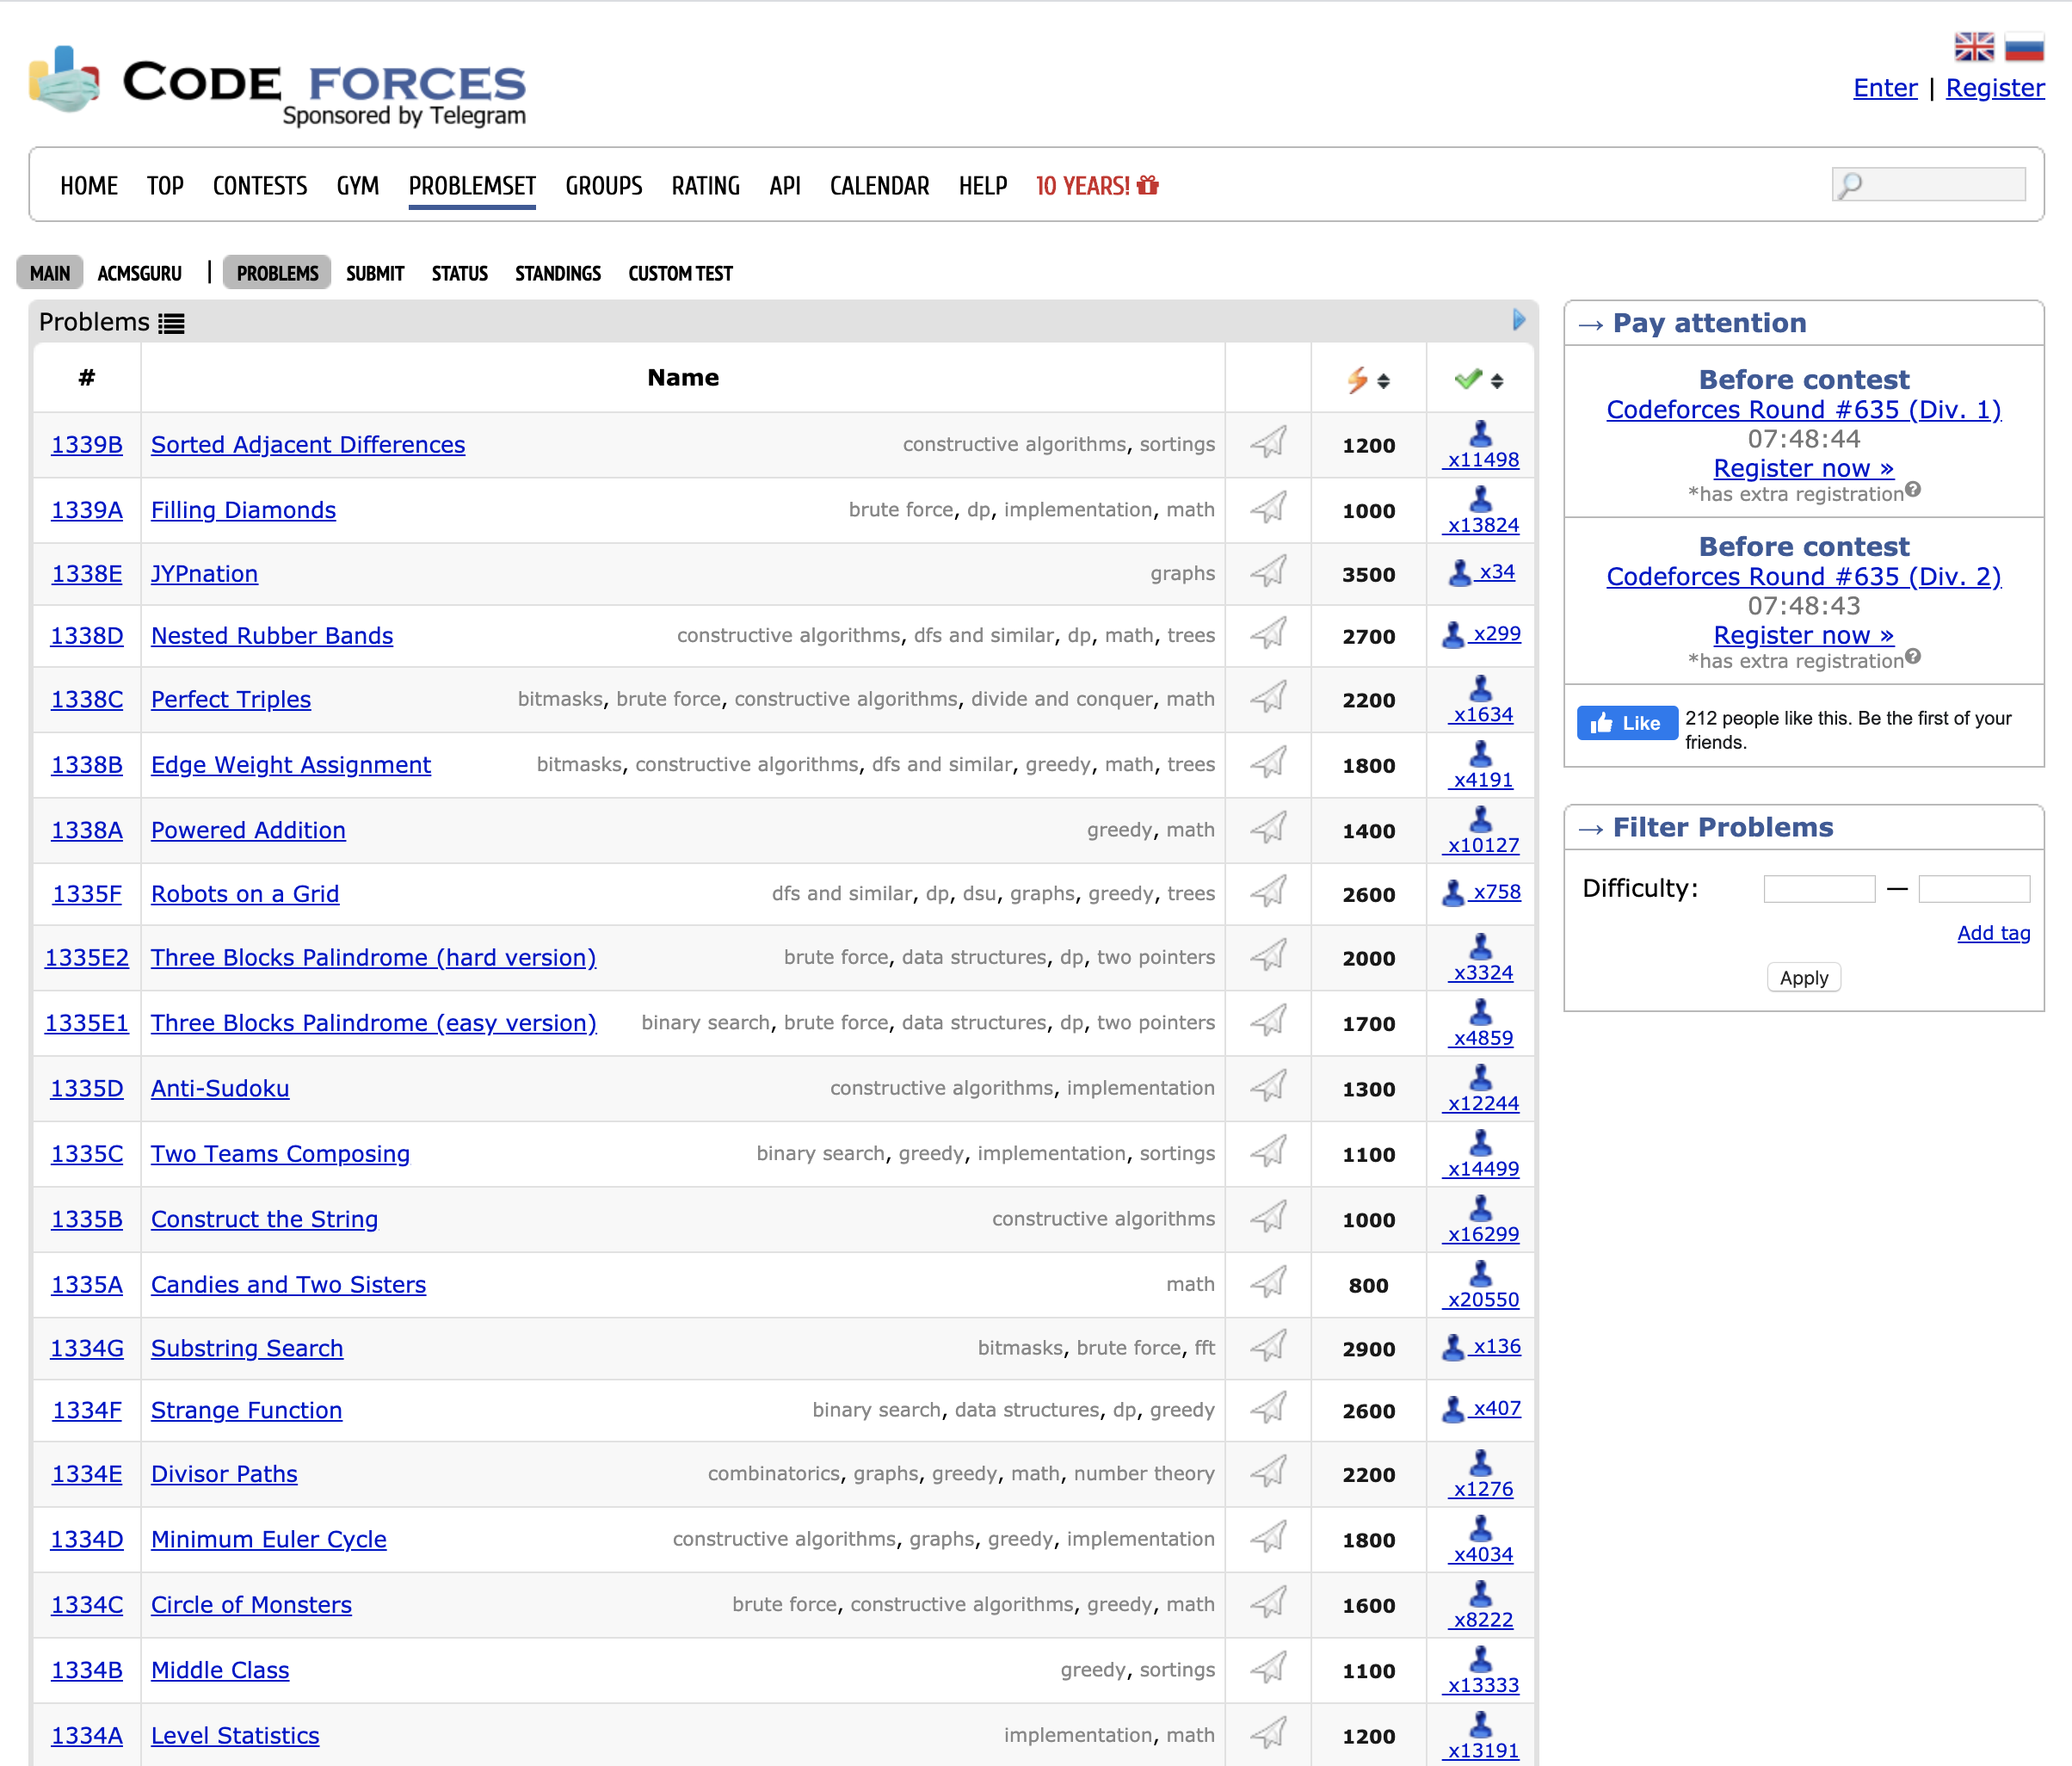 CODE FORCES
Sponsored by Telegram
Enter | Register
HOME TOP CONTESTS GYM PROBLEMSET GROUPS RATING API CALENDAR HELP 10 YEARS!
MAIN ACMSGURU | PROBLEMS SUBMIT STATUS STANDINGS CUSTOM TEST
Problems
# Name
1339B Sorted Adjacent Differences constructive algorithms, sortings 1200 x11498
1339A Filling Diamonds brute force, dp, implementation, math 1000 x13824
1338E JYPnation graphs 3500 x34
1338D Nested Rubber Bands constructive algorithms, dfs and similar, dp, math, trees 2700 x299
1338C Perfect Triples bitmasks, brute force, constructive algorithms, divide and conquer, math 2200 x1634
1338B Edge Weight Assignment bitmasks, constructive algorithms, dfs and similar, greedy, math, trees 1800 x4191
1338A Powered Addition greedy, math 1400 x10127
1335F Robots on a Grid dfs and similar, dp, dsu, graphs, greedy, trees 2600 x758
1335E2 Three Blocks Palindrome (hard version) brute force, data structures, dp, two pointers 2000 x3324
1335E1 Three Blocks Palindrome (easy version) binary search, brute force, data structures, dp, two pointers 1700 x4859
1335D Anti-Sudoku constructive algorithms, implementation 1300 x12244
1335C Two Teams Composing binary search, greedy, implementation, sortings 1100 x14499
1335B Construct the String constructive algorithms 1000 x16299
1335A Candies and Two Sisters math 800 x20550
1334G Substring Search bitmasks, brute force, fft 2900 x136
1334F Strange Function binary search, data structures, dp, greedy 2600 x407
1334E Divisor Paths combinatorics, graphs, greedy, math, number theory 2200 x1276
1334D Minimum Euler Cycle constructive algorithms, graphs, greedy, implementation 1800 x4034
1334C Circle of Monsters brute force, constructive algorithms, greedy, math 1600 x8222
1334B Middle Class greedy, sortings 1100 x13333
1334A Level Statistics implementation, math 1200 x13191
→ Pay attention
Before contest
Codeforces Round #635 (Div. 1)
07:48:44
Register now »
*has extra registration?
Before contest
Codeforces Round #635 (Div. 2)
07:48:43
Register now »
*has extra registration?
Like 212 people like this. Be the first of your
friends.
→ Filter Problems
Difficulty: —
Add tag
Apply